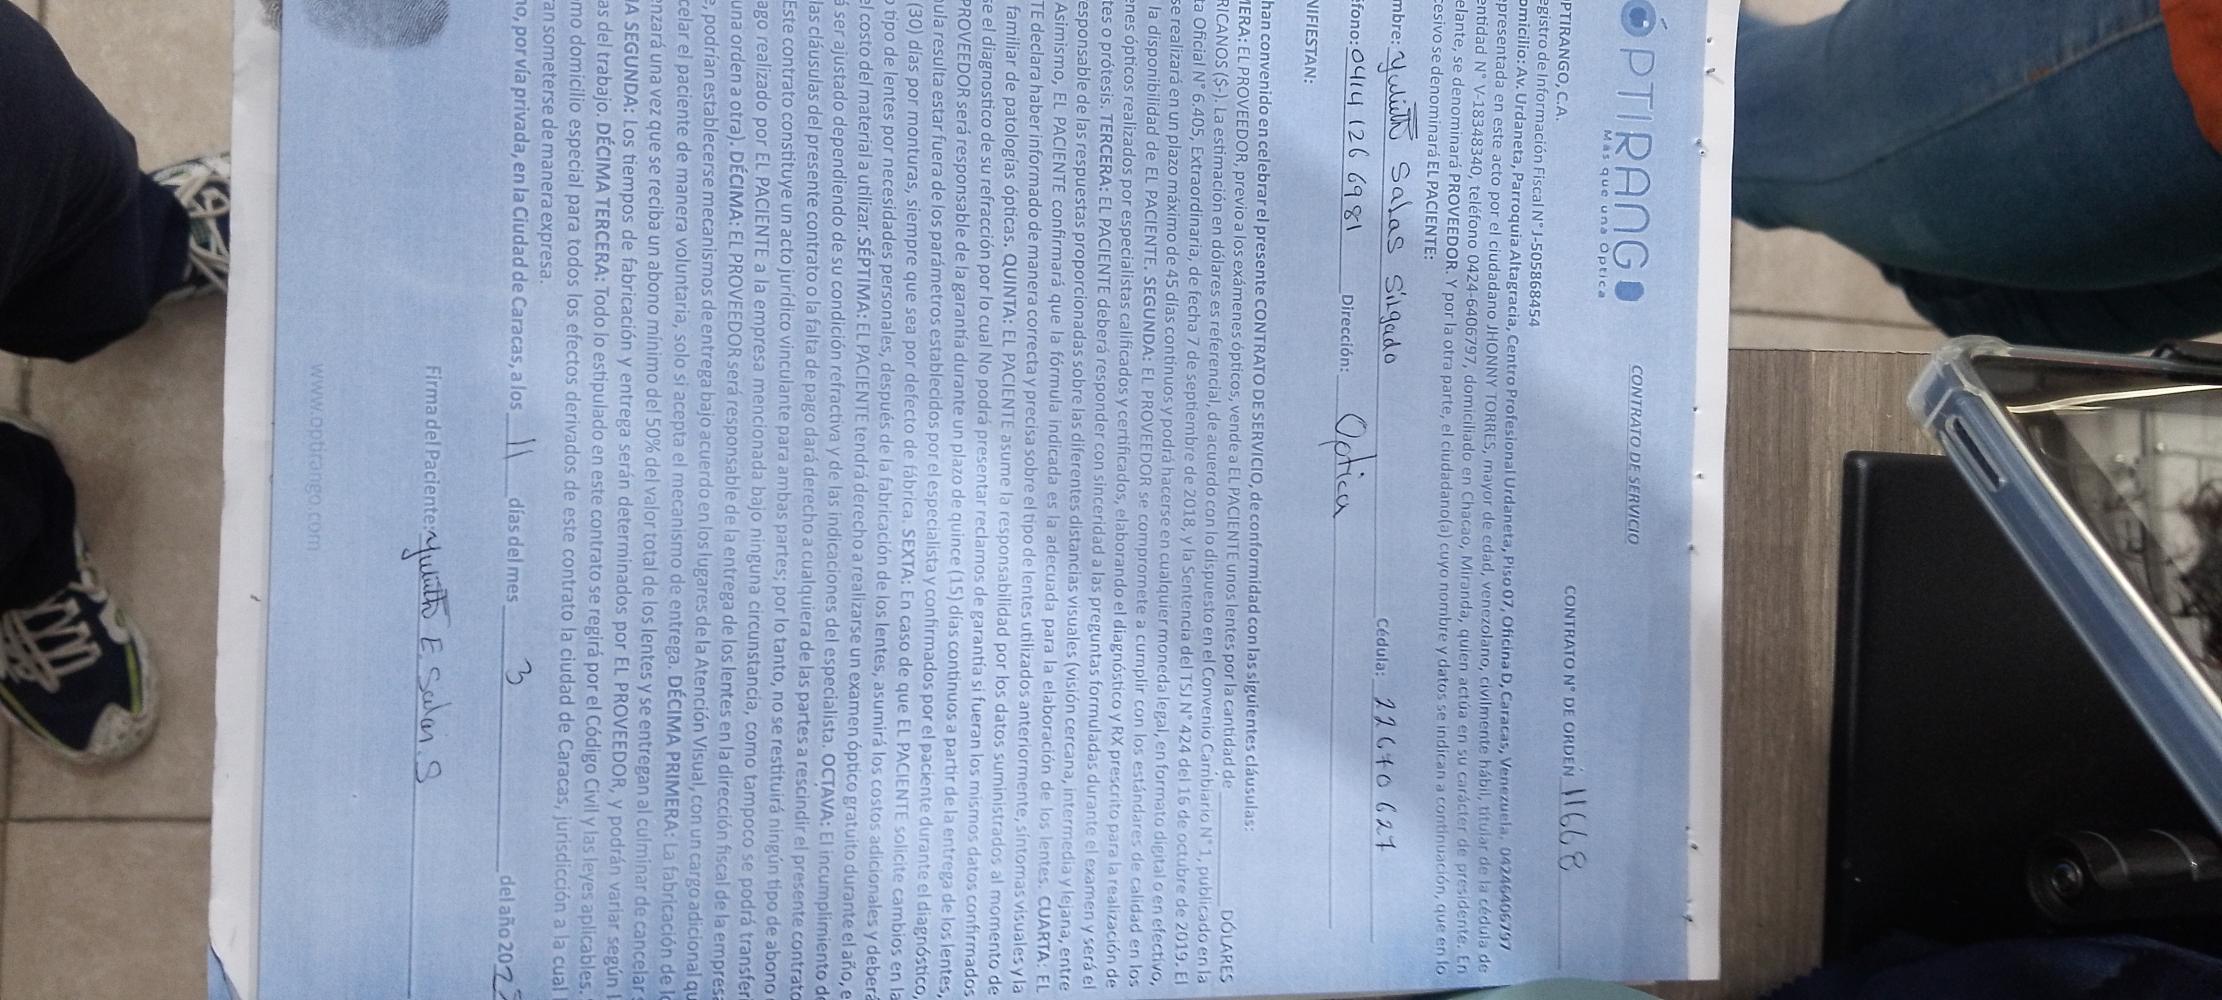 ÓPTIRANGO
Más que una Óptica
CONTRATO DE SERVICIO
CONTRATO N° DE ORDEN 11668
PTIRANGO, C.A.
egistro de Información Fiscal N° J-505868454
omicilio: Av. Urdaneta, Parroquia Altagracia, Centro Profesional Urdaneta, Piso 07, Oficina D, Caracas, Venezuela. 04246406797
epresentada en este acto por el ciudadano JHONNY TORRES, mayor de edad, venezolano, civilmente hábil, titular de la cédula de
entidad N° V-18348340, teléfono 0424-6406797, domiciliado en Chacao, Miranda, quien actúa en su carácter de presidente. En
elante, se denominará PROVEEDOR. Y por la otra parte, el ciudadano(a) cuyo nombre y datos se indican a continuación, que en lo
cesivo se denominará EL PACIENTE:
mbre: Salas Silgado Cédula:
éfono: 0414 126 6981 Dirección: Optica
NIFIESTAN:
han convenido en celebrar el presente CONTRATO DE SERVICIO, de conformidad con las siguientes cláusulas:
MERA: EL PROVEEDOR, previo a los exámenes ópticos, vende a EL PACIENTE unos lentes por la cantidad de DÓLARES
RICANOS ($-). La estimación en dólares es referencial, de acuerdo con lo dispuesto en el Convenio Cambiario N° 1, publicado en la
ta Oficial N° 6.405, Extraordinaria, de fecha 7 de septiembre de 2018, y la Sentencia del TSJ N° 424 del 16 de octubre de 2019. El
se realizará en un plazo máximo de 45 días continuos y podrá hacerse en cualquier moneda legal, en formato digital o en efectivo,
la disponibilidad de EL PACIENTE. SEGUNDA: EL PROVEEDOR se compromete a cumplir con los estándares de calidad en los
enes ópticos realizados por especialistas calificados y certificados, elaborando el diagnóstico y RX prescrito para la realización de
tes o prótesis. TERCERA: EL PACIENTE deberá responder con sinceridad a las preguntas formuladas durante el examen y será el
esponsable de las respuestas proporcionadas sobre las diferentes distancias visuales (visión cercana, intermedia y lejana, entre
Asimismo, EL PACIENTE confirmará que la fórmula indicada es la adecuada para la elaboración de los lentes. CUARTA: EL
TE declara haber informado de manera correcta y precisa sobre el tipo de lentes utilizados anteriormente, síntomas visuales y la
familiar de patologías ópticas. QUINTA: EL PACIENTE asume la responsabilidad por los datos suministrados al momento de
se el diagnostico de su refracción por lo cual No podrá presentar reclamos de garantía si fueran los mismos datos confirmados
PROVEEDOR será responsable de la garantía durante un plazo de quince (15) días continuos a partir de la entrega de los lentes,
ula resulta estar fuera de los parámetros establecidos por el especialista y confirmados por el paciente durante el diagnóstico,
(30) días por monturas, siempre que sea por defecto de fábrica. SEXTA: En caso de que EL PACIENTE solicite cambios en la
o tipo de lentes por necesidades personales, después de la fabricación de los lentes, asumirá los costos adicionales y deberá
el costo del material a utilizar. SÉPTIMA: EL PACIENTE tendrá derecho a realizarse un examen óptico gratuito durante el año, e
á ser ajustado dependiendo de su condición refractiva y de las indicaciones del especialista. OCTAVA: El incumplimiento de
las cláusulas del presente contrato o la falta de pago dará derecho a cualquiera de las partes a rescindir el presente contrato
Este contrato constituye un acto jurídico vinculante para ambas partes; por lo tanto, no se restituirá ningún tipo de abono
ago realizado por EL PACIENTE a la empresa mencionada bajo ninguna circunstancia, como tampoco se podrá transferi
una orden a otra). DÉCIMA: EL PROVEEDOR será responsable de la entrega de los lentes en la dirección fiscal de la empresa
e, podrían establecerse mecanismos de entrega bajo acuerdo en los lugares de la Atención Visual, con un cargo adicional qu
celar el paciente de manera voluntaria, solo si acepta el mecanismo de entrega. DÉCIMA PRIMERA: La fabricación de lo
enzará una vez que se reciba un abono mínimo del 50% del valor total de los lentes y se entregan al culminar de cancelar s
A SEGUNDA: Los tiempos de fabricación y entrega serán determinados por EL PROVEEDOR, y podrán variar según l
as del trabajo. DÉCIMA TERCERA: Todo lo estipulado en este contrato se regirá por el Código Civil y las leyes aplicables.
mo domicilio especial para todos los efectos derivados de este contrato la ciudad de Caracas, jurisdicción a la cual
ran someterse de manera expresa.
no, por vía privada, en la Ciudad de Caracas, a los 11 días del mes 3 del año 202
Firma del Paciente: E. Salas S
www.optirango.com